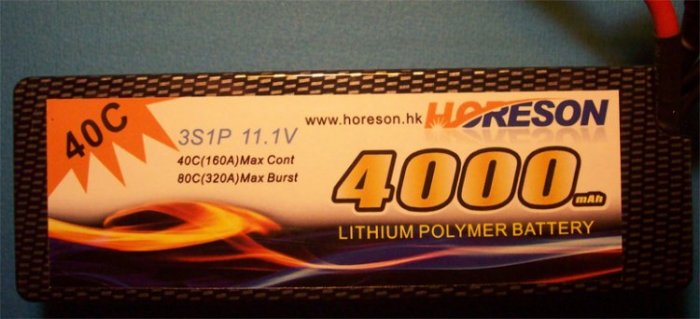 40C
3S1P 11.1V
40C(160A)Max Cont
80C(320A)Max Burst
www.horeson.hk HORESON
4000mAh
LITHIUM POLYMER BATTERY